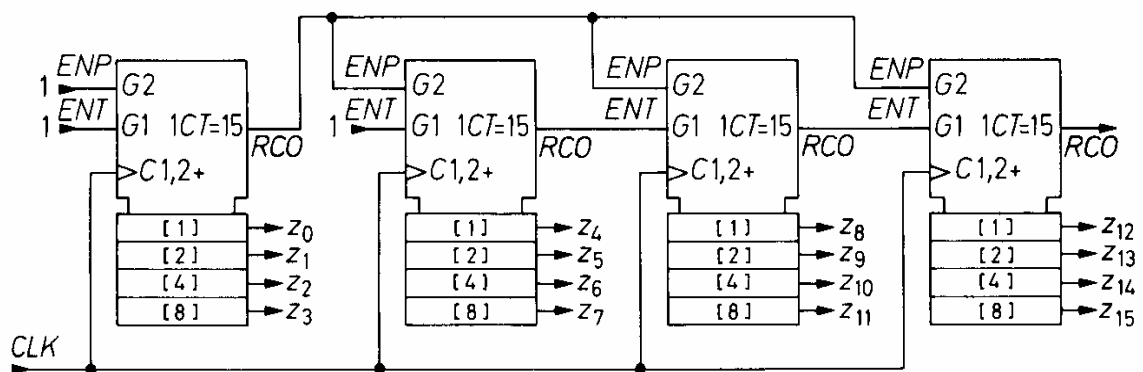 ENP ENP ENP ENP
1 G2 G2 G2 G2
ENT ENT ENT ENT
1 G1 1CT=15 1 G1 1CT=15 G1 1CT=15 G1 1CT=15
RCO RCO RCO RCO
C1,2+ C1,2+ C1,2+ C1,2+
[1] z0 [1] z4 [1] z8 [1] z12
[2] z1 [2] z5 [2] z9 [2] z13
[4] z2 [4] z6 [4] z10 [4] z14
[8] z3 [8] z7 [8] z11 [8] z15
CLK